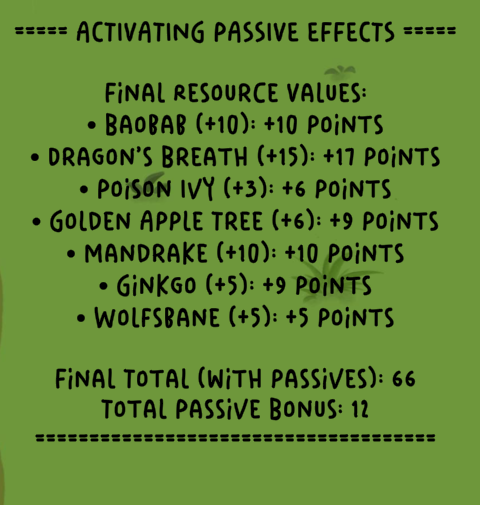 ===== ACTIVATING PASSIVE EFFECTS =====
FINAL RESOURCE VALUES:
• BAOBAB (+10): +10 POINTS
• DRAGON'S BREATH (+15): +17 POINTS
• POISON IVY (+3): +6 POINTS
• GOLDEN APPLE TREE (+6): +9 POINTS
• MANDRAKE (+10): +10 POINTS
• GINKGO (+5): +9 POINTS
• WOLFSBANE (+5): +5 POINTS
FINAL TOTAL (WITH PASSIVES): 66
TOTAL PASSIVE BONUS: 12
==================================